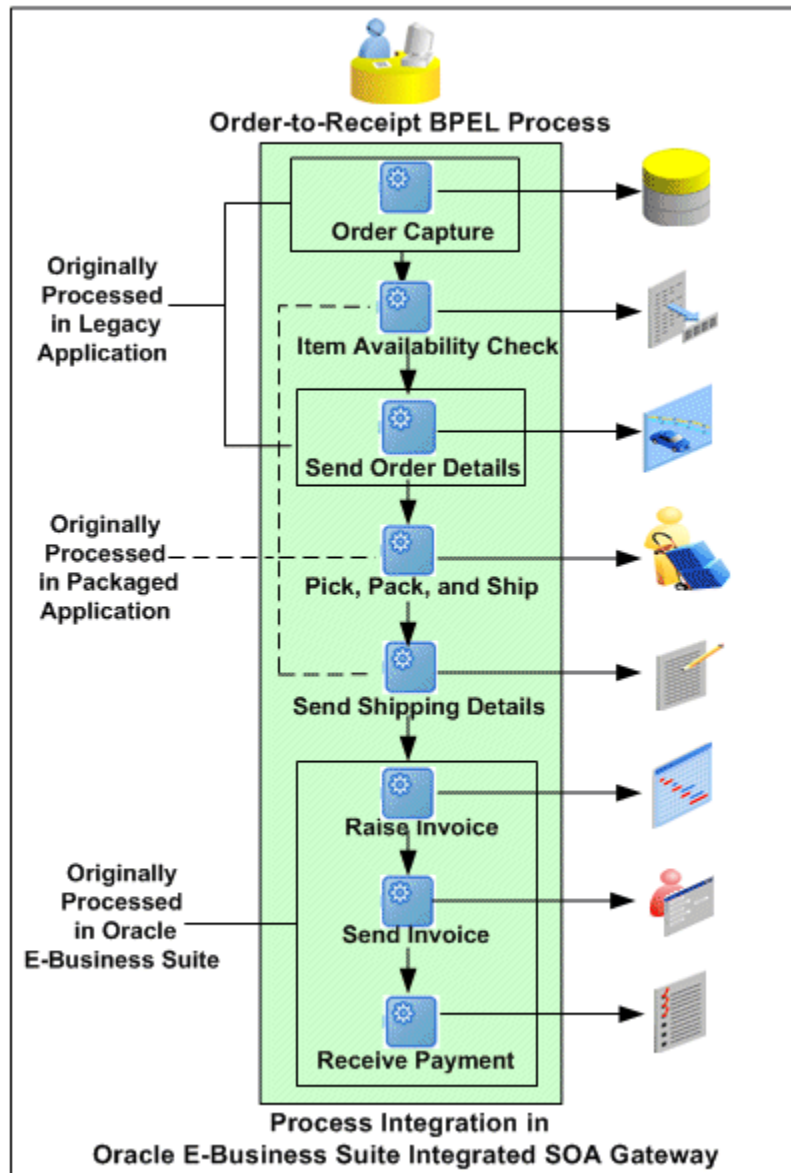 Order-to-Receipt BPEL Process
Order Capture
Originally
Processed
in Legacy
Application
Item Availability Check
Send Order Details
Originally
Processed
in Packaged
Application
Pick, Pack, and Ship
Send Shipping Details
Raise Invoice
Originally
Processed
in Oracle
E-Business Suite
Send Invoice
Receive Payment
Process Integration in
Oracle E-Business Suite Integrated SOA Gateway